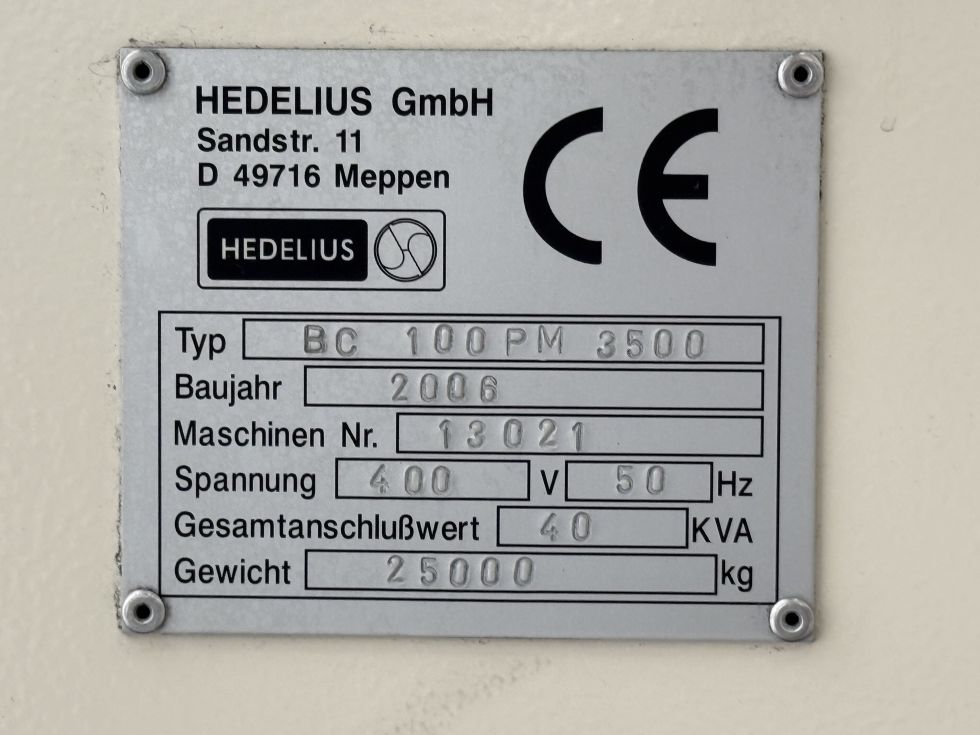 HEDELIUS GmbH
Sandstr. 11
D 49716 Meppen
CE
HEDELIUS
Typ BC 100 PM 3500
Baujahr 2006
Maschinen Nr. 13021
Spannung 400 V 50 Hz
Gesamtanschlußwert 40 KVA
Gewicht 25000 kg